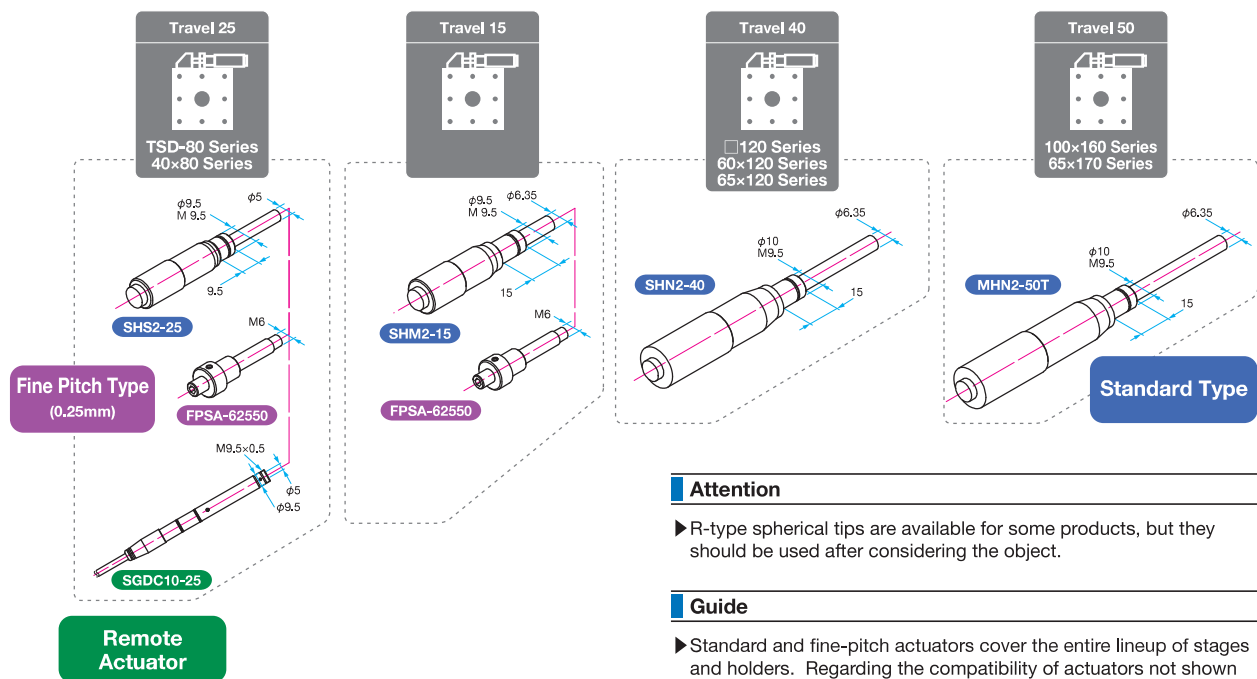 Travel 25
TSD-80 Series
40×80 Series
φ9.5
M 9.5
φ5
9.5
SHS2-25
M6
FPSA-62550
Fine Pitch Type
(0.25mm)
M9.5×0.5
φ5
φ9.5
SGDC10-25
Remote
Actuator
Travel 15
φ9.5
M 9.5
φ6.35
15
SHM2-15
M6
FPSA-62550
Travel 40
□120 Series
60×120 Series
65×120 Series
φ6.35
φ10
M9.5
15
SHN2-40
Travel 50
100×160 Series
65×170 Series
φ6.35
φ10
M9.5
15
MHN2-50T
Standard Type
Attention
▶R-type spherical tips are available for some products, but they
should be used after considering the object.
Guide
▶Standard and fine-pitch actuators cover the entire lineup of stages
and holders. Regarding the compatibility of actuators not shown